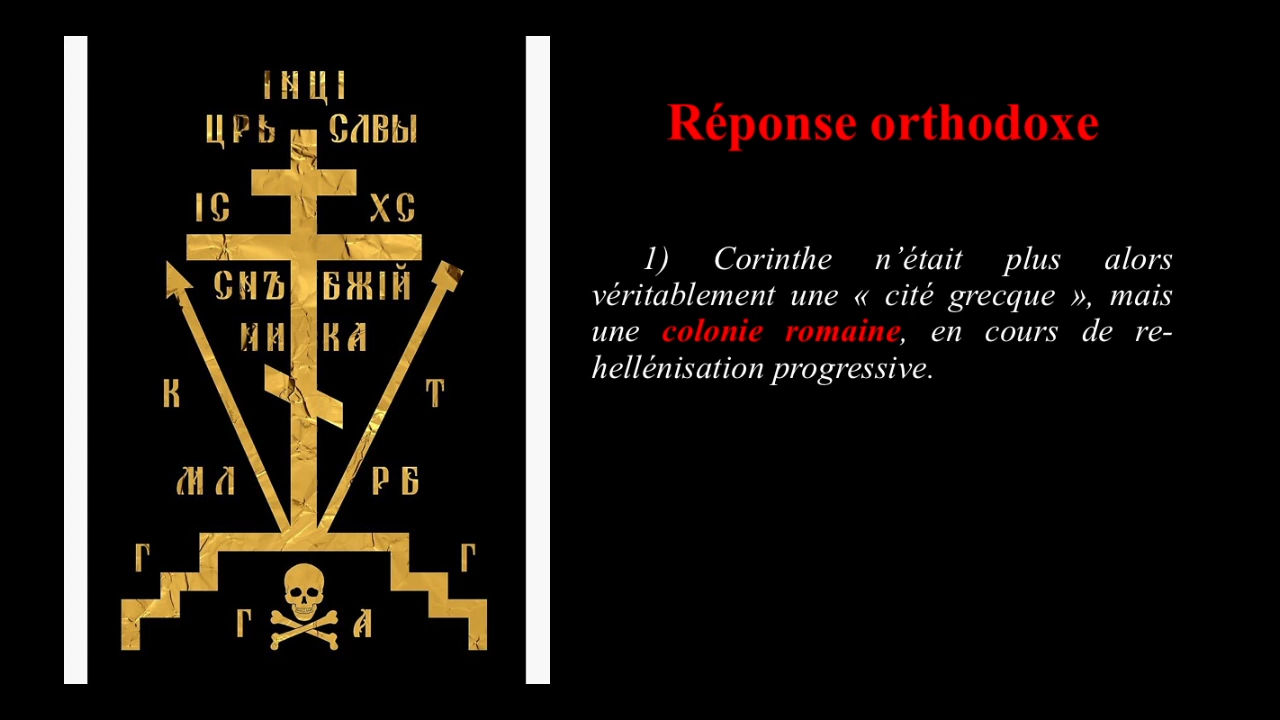 ІНЦІ
ЦРЬ СЛВЫ
ІС ХС
СНЪ БЖІЙ
НИ КА
К Т
МЛ РБ
Г Г
Г А
Réponse orthodoxe
1) Corinthe n’était plus alors
véritablement une « cité grecque », mais
une colonie romaine, en cours de re-
hellénisation progressive.